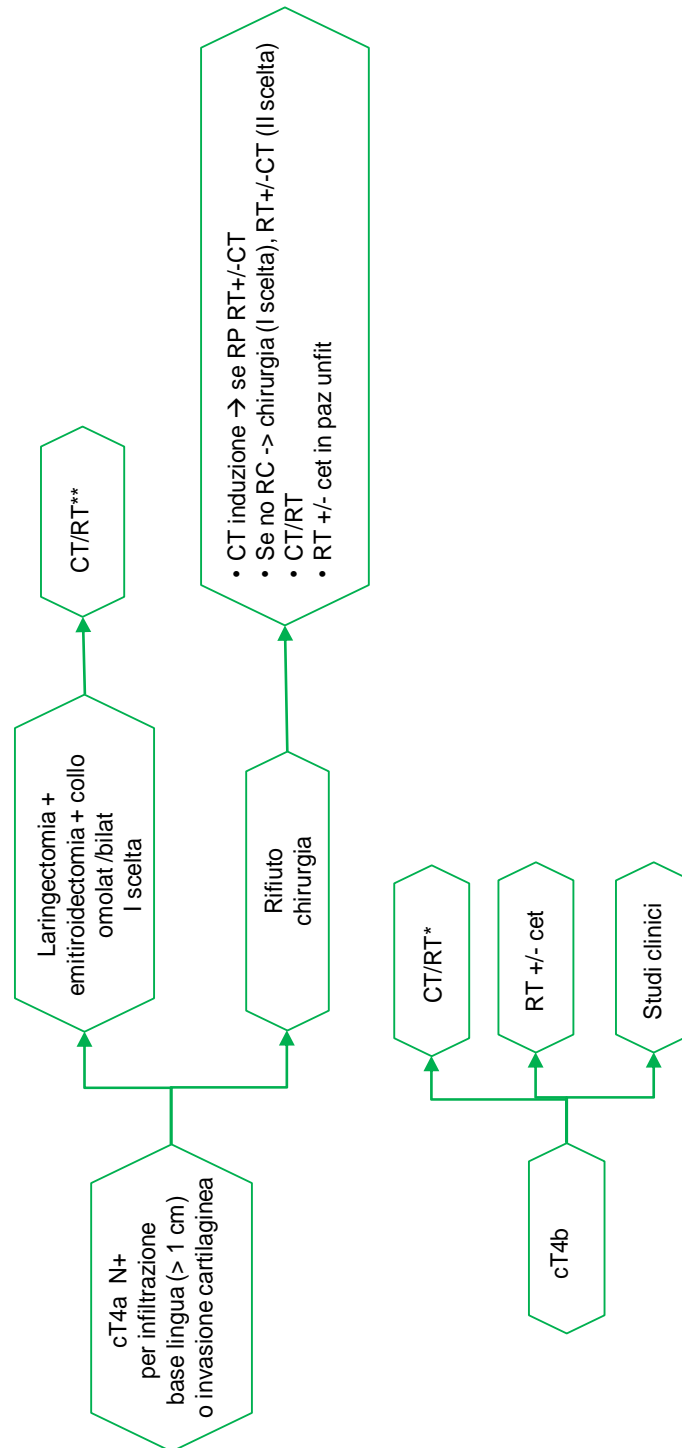 cT4a N+
per infiltrazione
base lingua (> 1 cm)
o invasione cartilaginea
Laringectomia +
emitiroidectomia + collo
omolat /bilat
I scelta
CT/RT**
Rifiuto
chirurgia
• CT induzione → se RP RT+/-CT
• Se no RC -> chirurgia (I scelta), RT+/-CT (II scelta)
• CT/RT
• RT +/- cet in paz unfit
cT4b
CT/RT*
RT +/- cet
Studi clinici